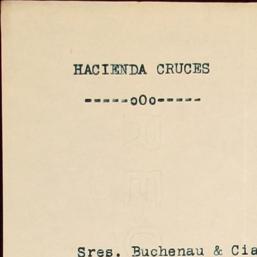 HACIENDA CRUCES
-----oOo-----
Sres. Buchenau & Cia